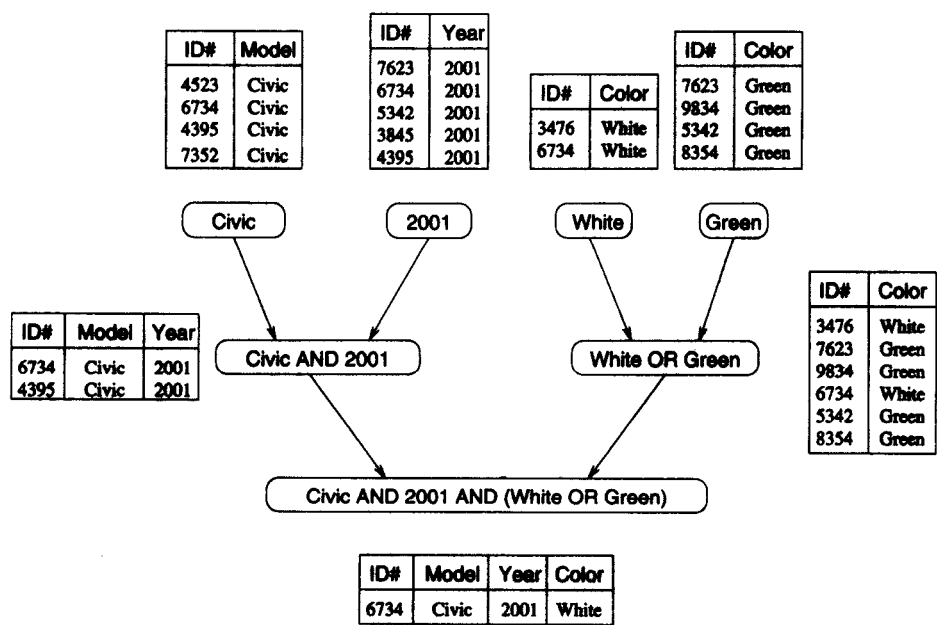 ID# Model
4523 Civic
6734 Civic
4395 Civic
7352 Civic
ID# Year
7623 2001
6734 2001
5342 2001
3845 2001
4395 2001
ID# Color
3476 White
6734 White
ID# Color
7623 Green
9834 Green
5342 Green
8354 Green
Civic
2001
White
Green
ID# Model Year
6734 Civic 2001
4395 Civic 2001
Civic AND 2001
White OR Green
ID# Color
3476 White
7623 Green
9834 Green
6734 White
5342 Green
8354 Green
Civic AND 2001 AND (White OR Green)
ID# Model Year Color
6734 Civic 2001 White